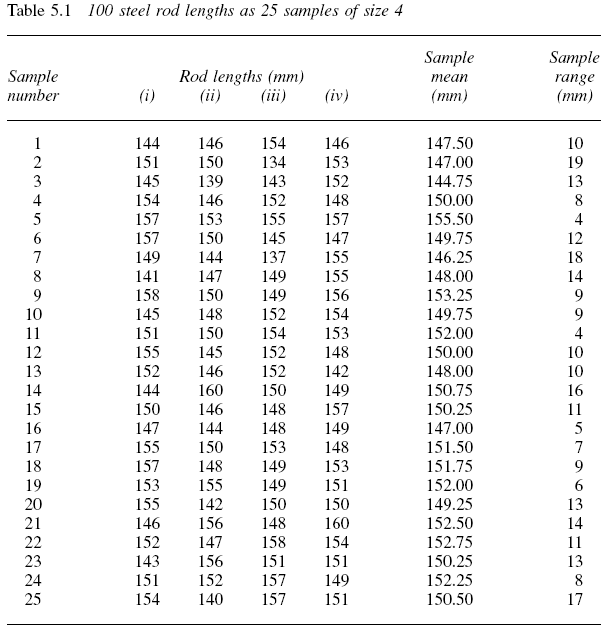 Table 5.1 100 steel rod lengths as 25 samples of size 4
Sample Sample
Sample Rod lengths (mm) mean range
number (i) (ii) (iii) (iv) (mm) (mm)
1 144 146 154 146 147.50 10
2 151 150 134 153 147.00 19
3 145 139 143 152 144.75 13
4 154 146 152 148 150.00 8
5 157 153 155 157 155.50 4
6 157 150 145 147 149.75 12
7 149 144 137 155 146.25 18
8 141 147 149 155 148.00 14
9 158 150 149 156 153.25 9
10 145 148 152 154 149.75 9
11 151 150 154 153 152.00 4
12 155 145 152 148 150.00 10
13 152 146 152 142 148.00 10
14 144 160 150 149 150.75 16
15 150 146 148 157 150.25 11
16 147 144 148 149 147.00 5
17 155 150 153 148 151.50 7
18 157 148 149 153 151.75 9
19 153 155 149 151 152.00 6
20 155 142 150 150 149.25 13
21 146 156 148 160 152.50 14
22 152 147 158 154 152.75 11
23 143 156 151 151 150.25 13
24 151 152 157 149 152.25 8
25 154 140 157 151 150.50 17